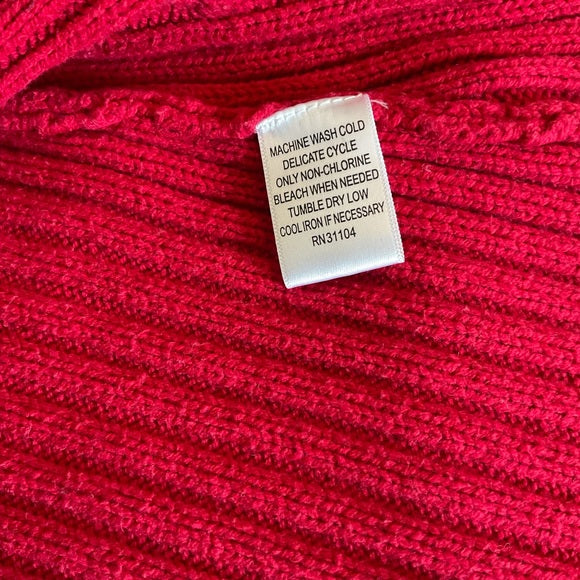 MACHINE WASH COLD
DELICATE CYCLE
ONLY NON-CHLORINE
BLEACH WHEN NEEDED
TUMBLE DRY LOW
COOL IRON IF NECESSARY
RN31104